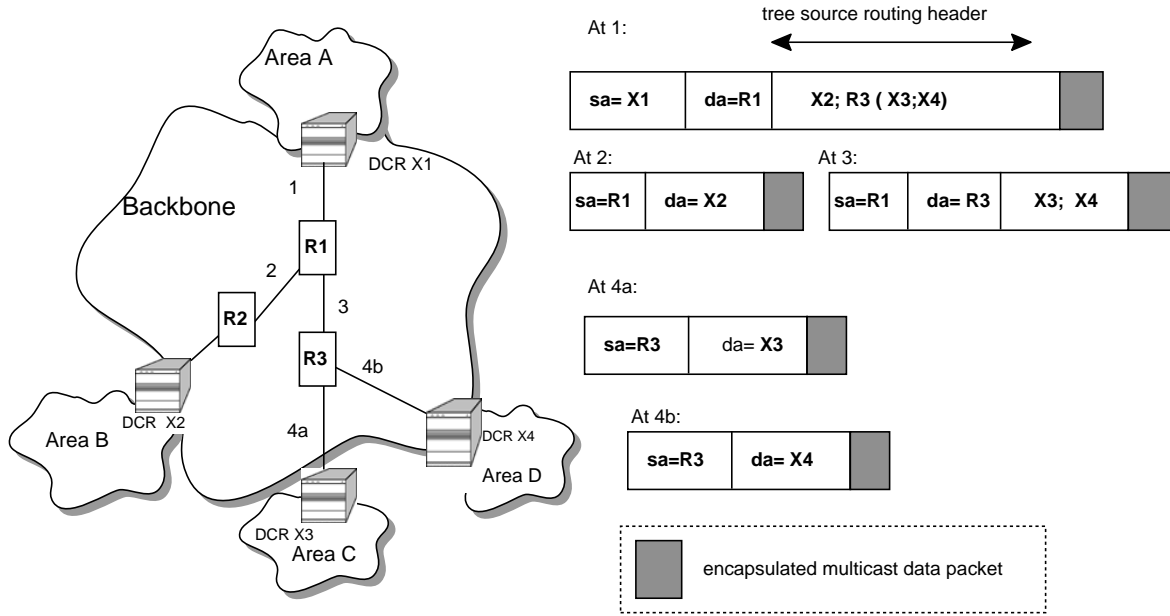 Area A
DCR X1
1
Backbone
R1
2
3
R2
R3
4b
DCR X2
Area B
4a
DCR X4
Area D
DCR X3
Area C
tree source routing header
At 1:
sa= X1 da=R1 X2; R3 ( X3;X4)
At 2:
sa=R1 da= X2
At 3:
sa=R1 da= R3 X3; X4
At 4a:
sa=R3 da= X3
At 4b:
sa=R3 da= X4
encapsulated multicast data packet